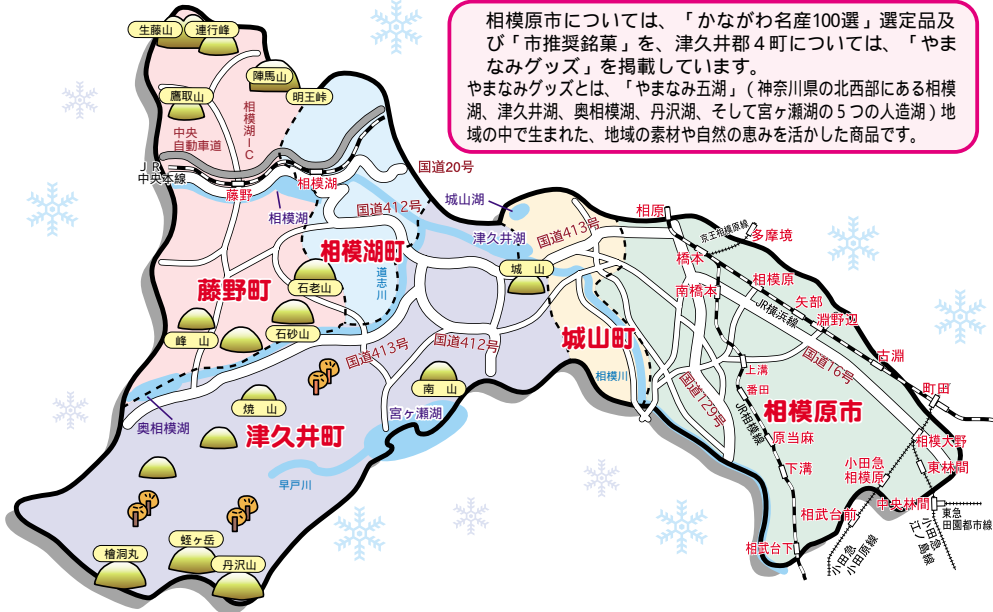 相模原市については、「かながわ名産100選」選定品及
び「市推奨銘菓」を、津久井郡４町については、「やま
なみグッズ」を掲載しています。
やまなみグッズとは、「やまなみ五湖」（神奈川県の北西部にある相模
湖、津久井湖、奥相模湖、丹沢湖、そして宮ヶ瀬湖の５つの人造湖）地
域の中で生まれた、地域の素材や自然の恵みを活かした商品です。
生藤山
連行峰
陣馬山
明王峠
鷹取山
相模湖IC
中央
自動車道
ＪＲ
中央本線
藤野
相模湖
相模湖
国道20号
国道412号
城山湖
津久井湖
国道413号
相原
京王相模原線
多摩境
橋本
南橋本
相模原
矢部
淵野辺
JR横浜線
古淵
町田
国道16号
相模湖町
道志川
石老山
藤野町
城　山
城山町
峰　山
石砂山
国道413号
国道412号
南　山
相模川
上溝
番田
国道129号
JR相模線
相模原市
原当麻
下溝
相模大野
小田急
相模原
東林間
中央林間
相武台前
東急
田園都市線
小田急
江ノ島線
小田急
小田原線
相武台下
奥相模湖
焼　山
津久井町
宮ヶ瀬湖
早戸川
檜洞丸
蛭ヶ岳
丹沢山